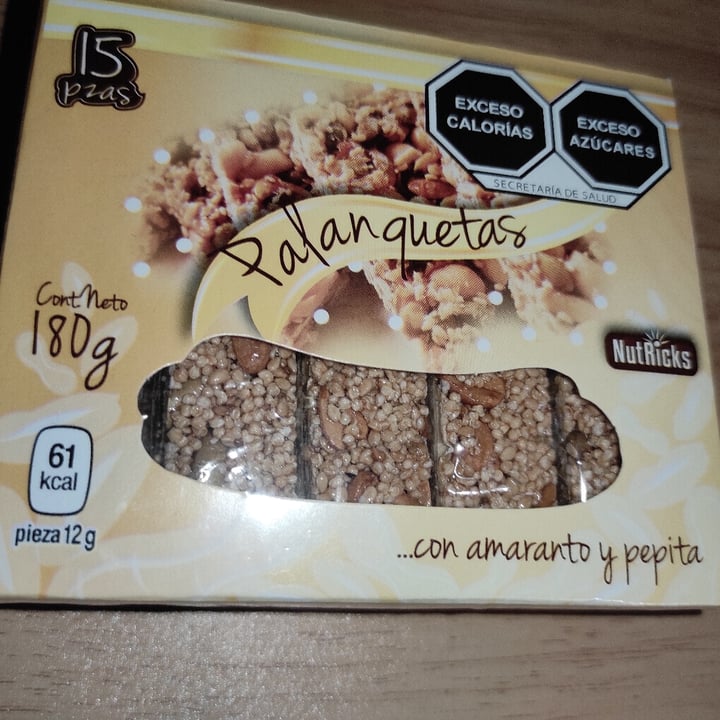 15
pzas
EXCESO
CALORÍAS
EXCESO
AZÚCARES
SECRETARÍA DE SALUD
Palanquetas
Cont. Neto
180g
NutRicks
61
kcal
pieza 12g
...con amaranto y pepita